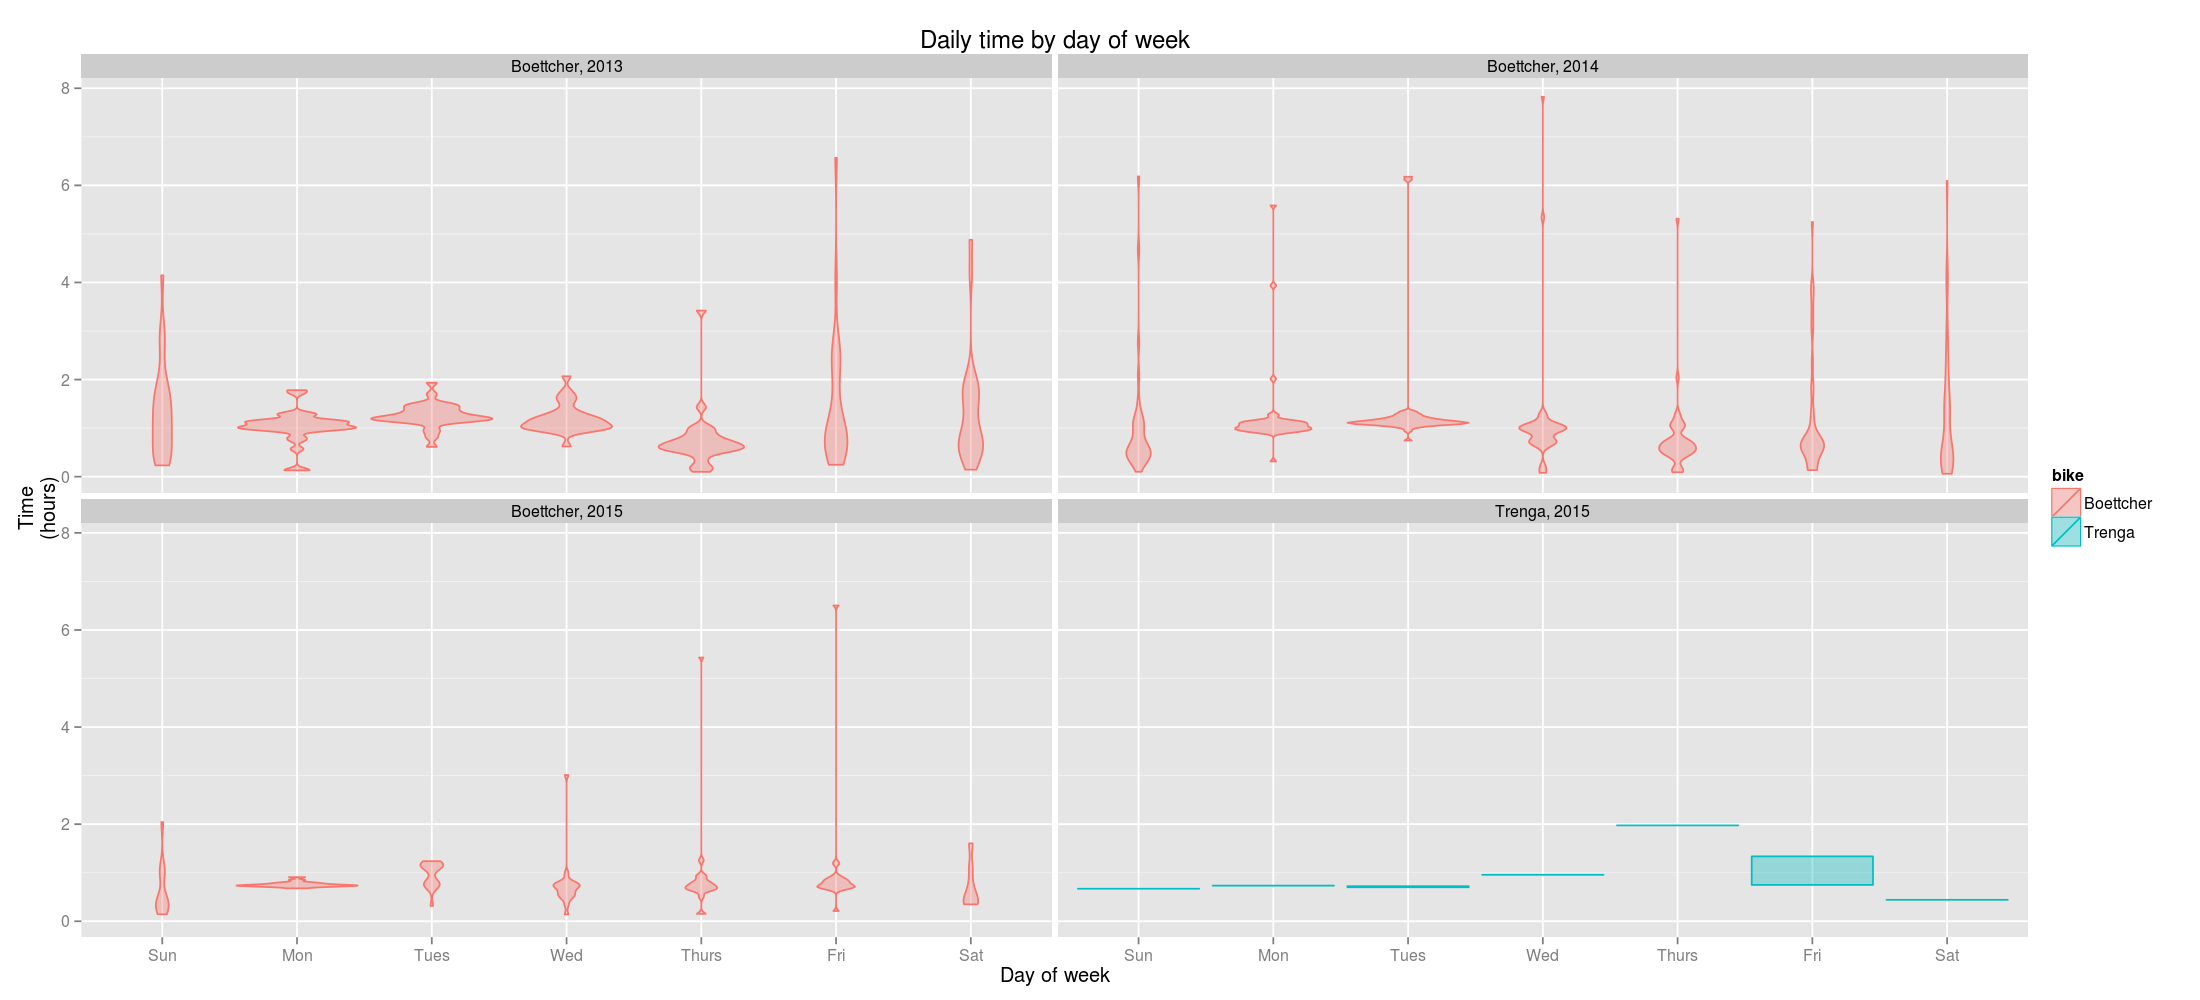 Daily time by day of week
Boettcher, 2013
Boettcher, 2014
8
6
4
2
0
Time
(hours)
Boettcher, 2015
Trenga, 2015
8
6
4
2
0
Sun Mon Tues Wed Thurs Fri Sat
Sun Mon Tues Wed Thurs Fri Sat
Day of week
bike
Boettcher
Trenga